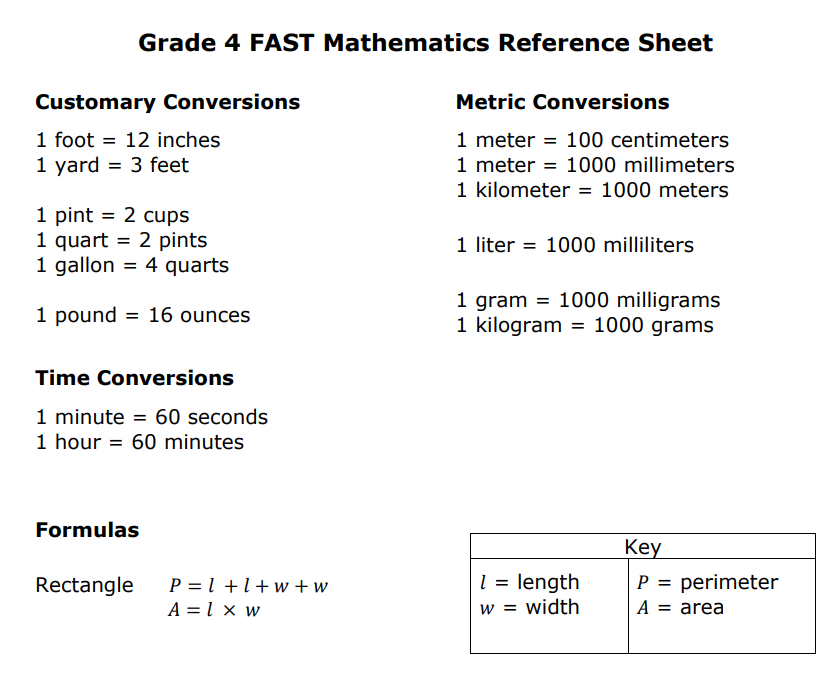 Grade 4 FAST Mathematics Reference Sheet
Customary Conversions
1 foot = 12 inches
1 yard = 3 feet
1 pint = 2 cups
1 quart = 2 pints
1 gallon = 4 quarts
1 pound = 16 ounces
Metric Conversions
1 meter = 100 centimeters
1 meter = 1000 millimeters
1 kilometer = 1000 meters
1 liter = 1000 milliliters
1 gram = 1000 milligrams
1 kilogram = 1000 grams
Time Conversions
1 minute = 60 seconds
1 hour = 60 minutes
Formulas
Rectangle P = l + l + w + w
A = l × w
Key
l = length
w = width
P = perimeter
A = area